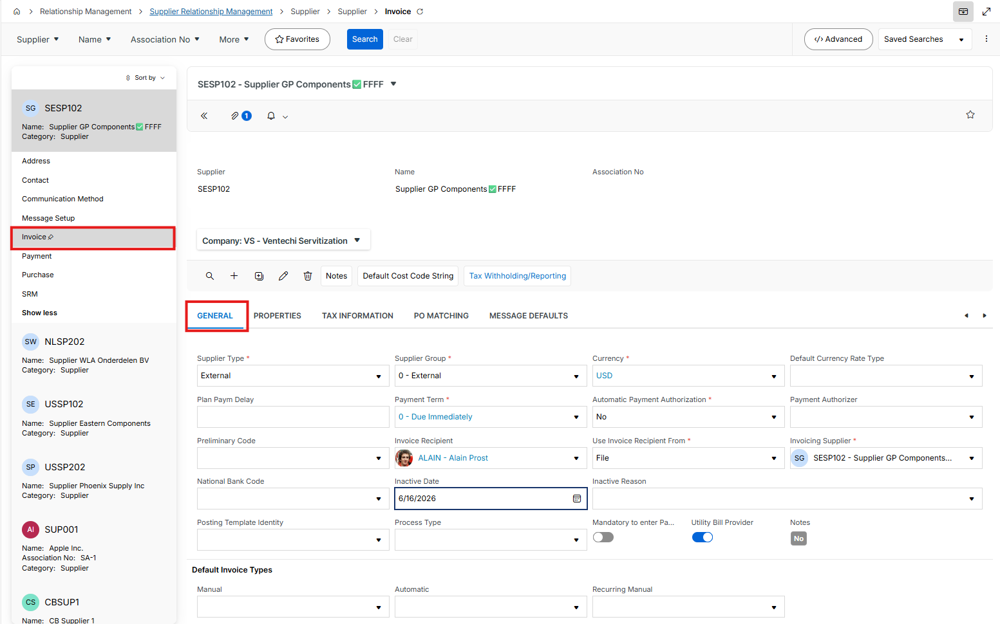 Relationship Management > Supplier Relationship Management > Supplier > Supplier > Invoice
Supplier Name Association No More Favorites Search Clear </> Advanced Saved Searches
Sort by
SG SESP102
Name: Supplier GP Components✅FFFF
Category: Supplier
Address
Contact
Communication Method
Message Setup
Invoice
Payment
Purchase
SRM
Show less
SW NLSP202
Name: Supplier WLA Onderdelen BV
Category: Supplier
SE USSP102
Name: Supplier Eastern Components
Category: Supplier
SP USSP202
Name: Supplier Phoenix Supply Inc
Category: Supplier
AI SUP001
Name: Apple Inc.
Association No: SA-1
Category: Supplier
CS CBSUP1
Name: CB Supplier 1
SESP102 - Supplier GP Components✅FFFF
1
Supplier Name Association No
SESP102 Supplier GP Components✅FFFF
Company: VS - Ventechi Servitization
Notes Default Cost Code String Tax Withholding/Reporting
GENERAL PROPERTIES TAX INFORMATION PO MATCHING MESSAGE DEFAULTS
Supplier Type * Supplier Group * Currency * Default Currency Rate Type
External 0 - External USD
Plan Paym Delay Payment Term * Automatic Payment Authorization * Payment Authorizer
0 - Due Immediately No
Preliminary Code Invoice Recipient Use Invoice Recipient From * Invoicing Supplier *
ALAIN - Alain Prost File SG SESP102 - Supplier GP Components...
National Bank Code Inactive Date Inactive Reason
6/16/2026
Posting Template Identity Process Type Mandatory to enter Pa... Utility Bill Provider Notes
No
Default Invoice Types
Manual Automatic Recurring Manual